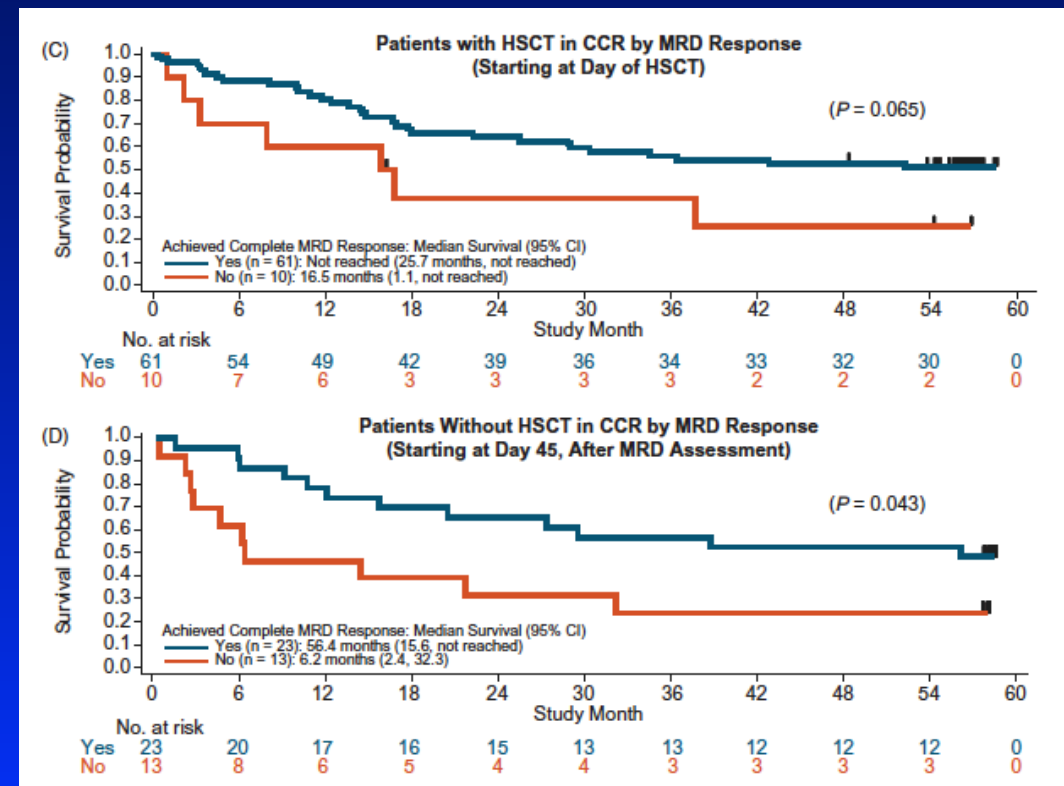 (C)
Patients with HSCT in CCR by MRD Response
(Starting at Day of HSCT)
Survival Probability
1.0
0.9
0.8
0.7
0.6
0.5
0.4
0.3
0.2
0.1
0.0
(P = 0.065)
Achieved Complete MRD Response: Median Survival (95% CI)
Yes (n = 61): Not reached (25.7 months, not reached)
No (n = 10): 16.5 months (1.1, not reached)
0 6 12 18 24 30 36 42 48 54 60
Study Month
No. at risk
Yes 61 54 49 42 39 36 34 33 32 30 0
No 10 7 6 3 3 3 3 2 2 2 0
(D)
Patients Without HSCT in CCR by MRD Response
(Starting at Day 45, After MRD Assessment)
Survival Probability
1.0
0.9
0.8
0.7
0.6
0.5
0.4
0.3
0.2
0.1
0.0
(P = 0.043)
Achieved Complete MRD Response: Median Survival (95% CI)
Yes (n = 23): 56.4 months (15.6, not reached)
No (n = 13): 6.2 months (2.4, 32.3)
0 6 12 18 24 30 36 42 48 54 60
Study Month
No. at risk
Yes 23 20 17 16 15 13 13 12 12 12 0
No 13 8 6 5 4 4 3 3 3 3 0